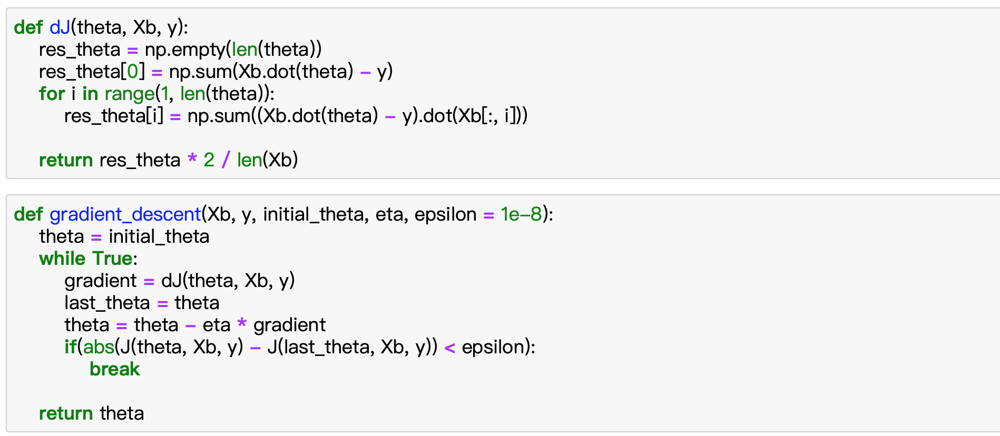 def dJ(theta, Xb, y):
    res_theta = np.empty(len(theta))
    res_theta[0] = np.sum(Xb.dot(theta) - y)
    for i in range(1, len(theta)):
        res_theta[i] = np.sum((Xb.dot(theta) - y).dot(Xb[:, i]))
    return res_theta * 2 / len(Xb)
def gradient_descent(Xb, y, initial_theta, eta, epsilon = 1e-8):
    theta = initial_theta
    while True:
        gradient = dJ(theta, Xb, y)
        last_theta = theta
        theta = theta - eta * gradient
        if(abs(J(theta, Xb, y) - J(last_theta, Xb, y)) < epsilon):
            break
    return theta